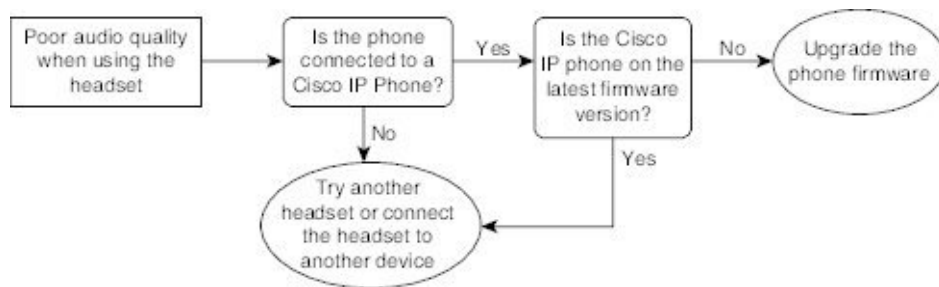 Poor audio quality
when using the
headset
Is the phone
connected to a
Cisco IP Phone?
Yes
Is the Cisco
IP phone on the
latest firmware
version?
No
Upgrade the
phone firmware
No
Yes
Try another
headset or connect
the headset to
another device